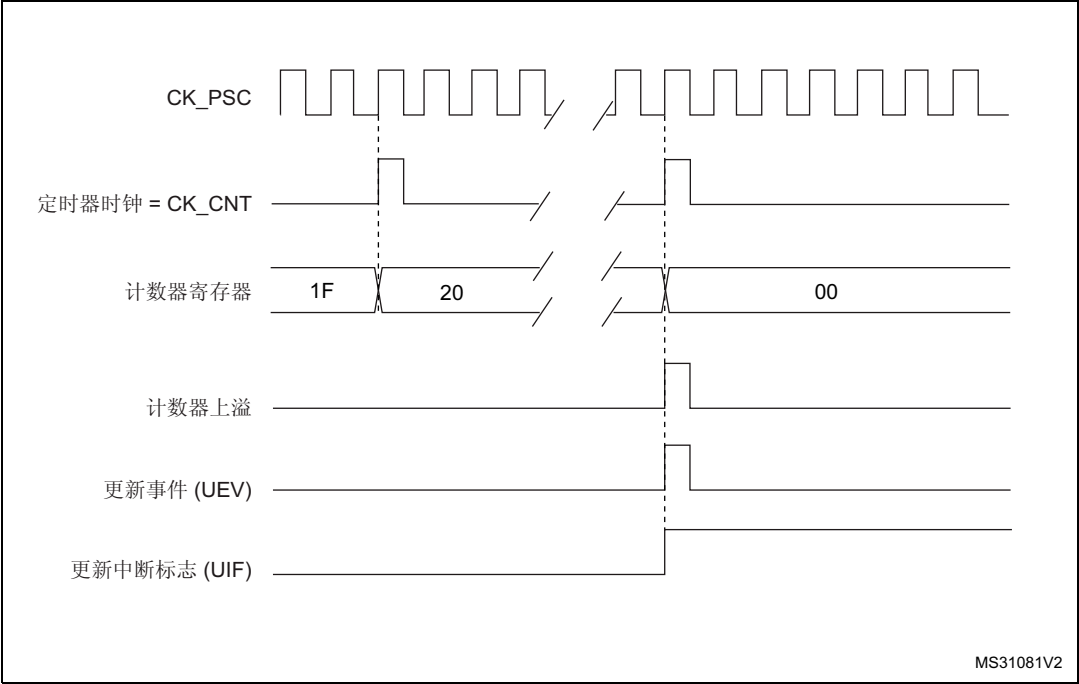 CK_PSC
定时器时钟 = CK_CNT
计数器寄存器
1F
20
00
计数器上溢
更新事件 (UEV)
更新中断标志 (UIF)
MS31081V2